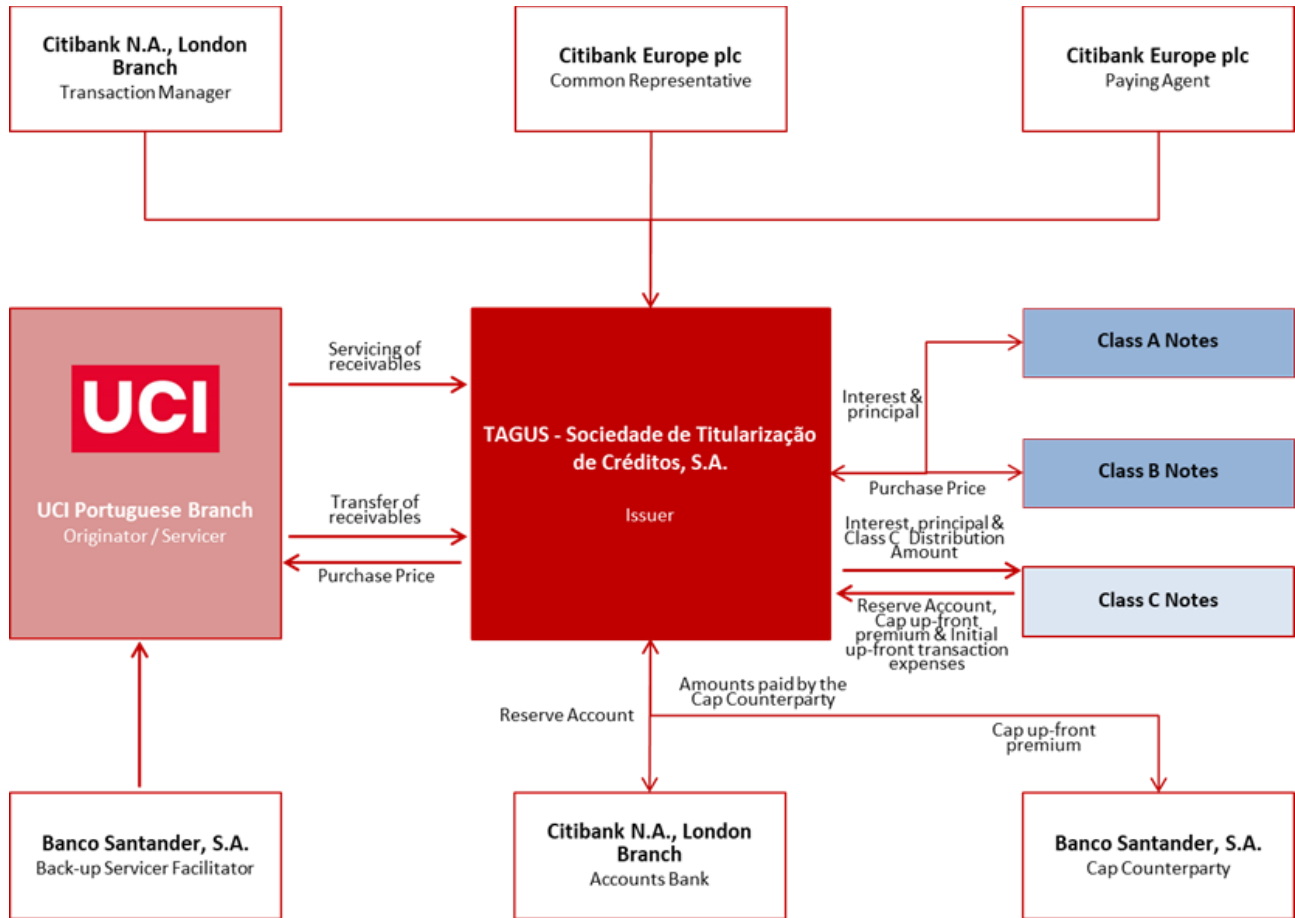 Citibank N.A., London
Branch
Transaction Manager
Citibank Europe plc
Common Representative
Citibank Europe plc
Paying Agent
UCI
UCI Portuguese Branch
Originator / Servicer
Servicing of
receivables
Transfer of
receivables
Purchase Price
TAGUS - Sociedade de Titularização
de Créditos, S.A.
Issuer
Interest &
principal
Purchase Price
Interest, principal &
Class C Distribution
Amount
Reserve Account,
Cap up-front
premium & Initial
up-front transaction
expenses
Class A Notes
Class B Notes
Class C Notes
Reserve Account
Amounts paid by the
Cap Counterparty
Cap up-front
premium
Banco Santander, S.A.
Back-up Servicer Facilitator
Citibank N.A., London
Branch
Accounts Bank
Banco Santander, S.A.
Cap Counterparty